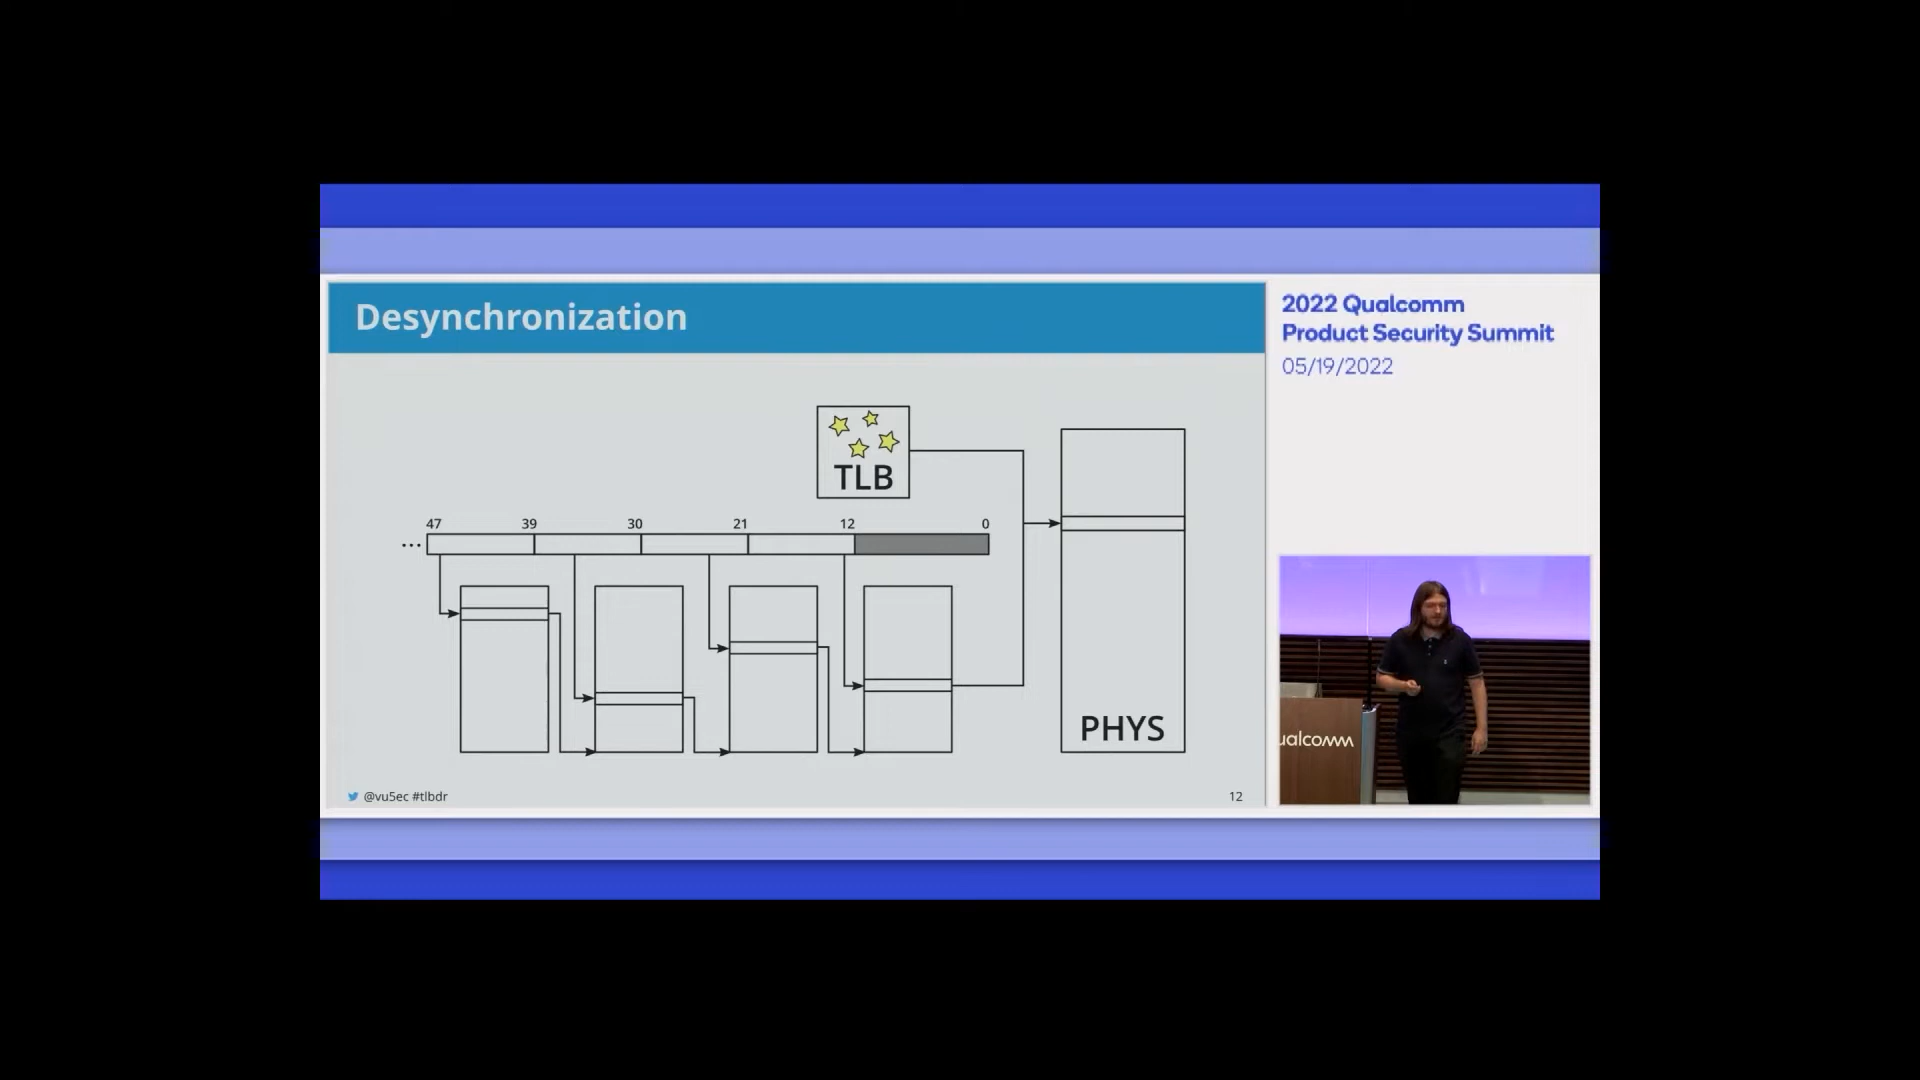 Desynchronization
TLB
47 39 30 21 12 0
...
PHYS
@vu5ec #tlbdr
12
2022 Qualcomm
Product Security Summit
05/19/2022
ualcomm